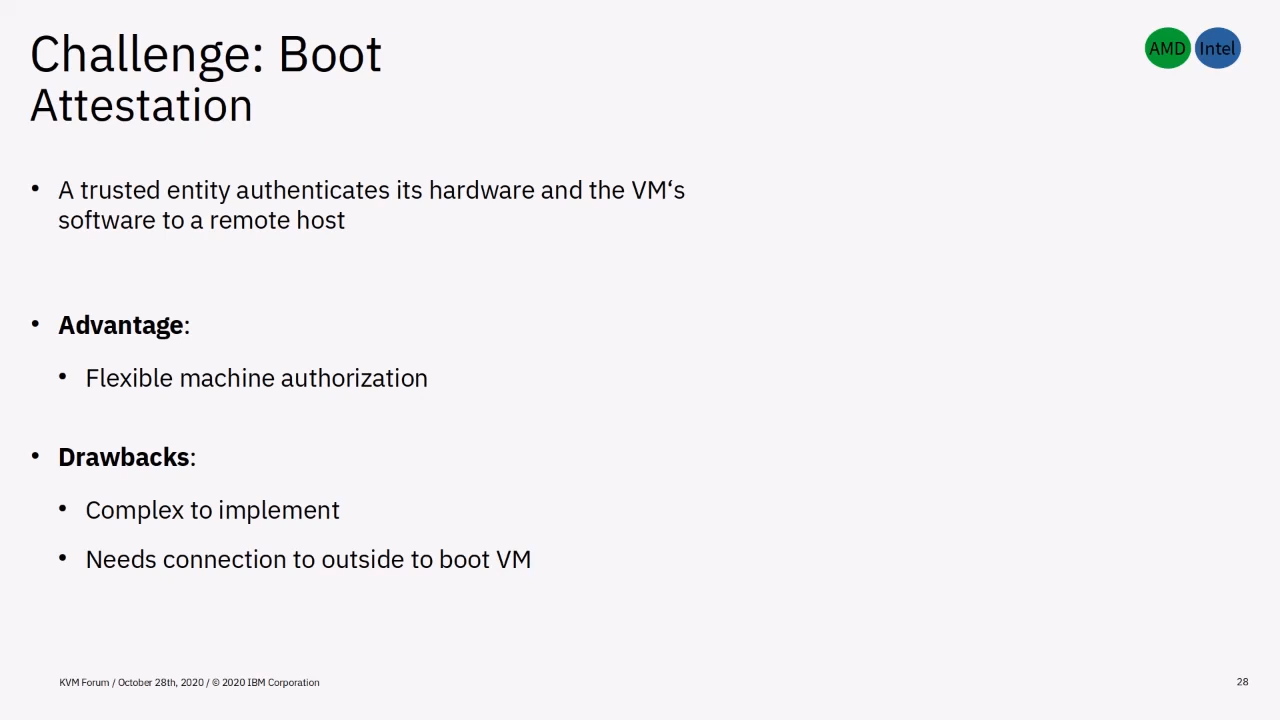 Challenge: Boot
Attestation
AMD Intel
• A trusted entity authenticates its hardware and the VM‘s
software to a remote host
• Advantage:
• Flexible machine authorization
• Drawbacks:
• Complex to implement
• Needs connection to outside to boot VM
KVM Forum / October 28th, 2020 / © 2020 IBM Corporation
28